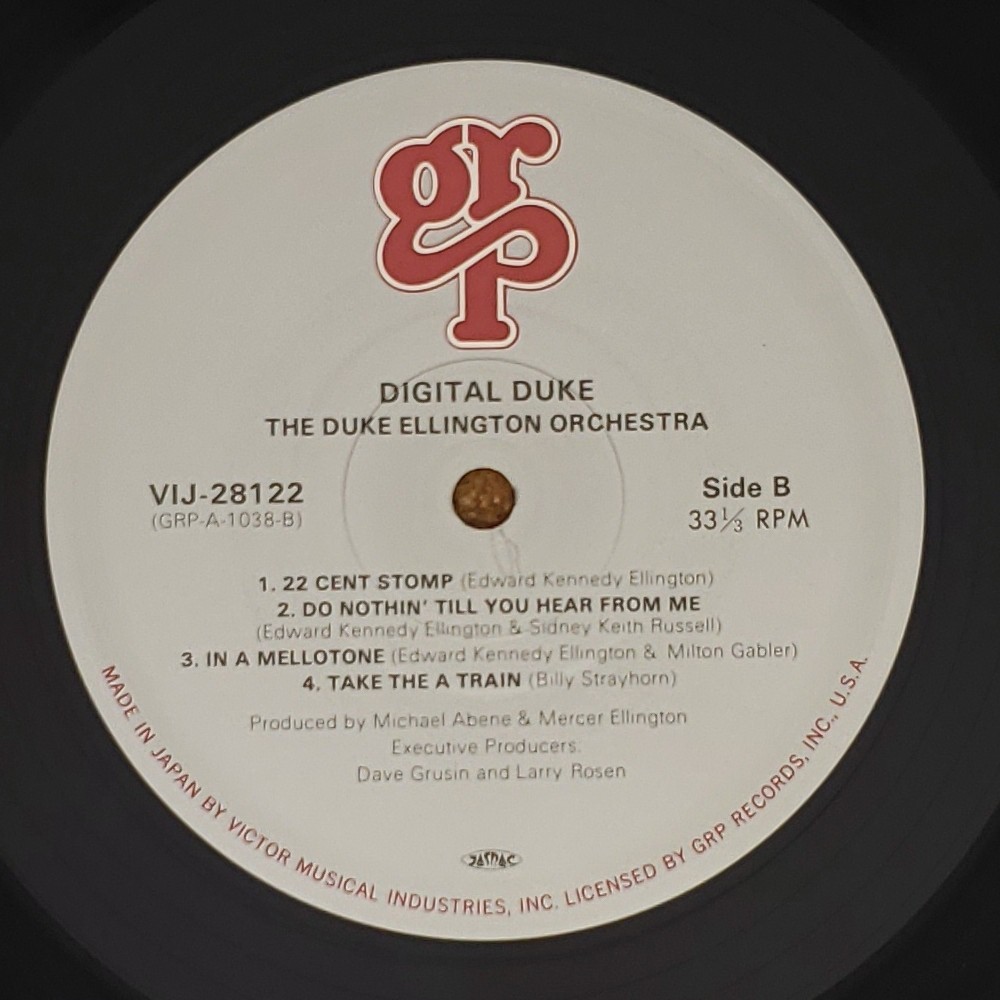 grp
DIGITAL DUKE
THE DUKE ELLINGTON ORCHESTRA
VIJ-28122
(GRP-A-1038-B)
Side B
33⅓ RPM
1. 22 CENT STOMP (Edward Kennedy Ellington)
2. DO NOTHIN' TILL YOU HEAR FROM ME
(Edward Kennedy Ellington & Sidney Keith Russell)
3. IN A MELLOTONE (Edward Kennedy Ellington & Milton Gabler)
4. TAKE THE A TRAIN (Billy Strayhorn)
Produced by Michael Abene & Mercer Ellington
Executive Producers:
Dave Grusin and Larry Rosen
JASRAC
MADE IN JAPAN BY VICTOR MUSICAL INDUSTRIES, INC. LICENSED BY GRP RECORDS, INC., U.S.A.